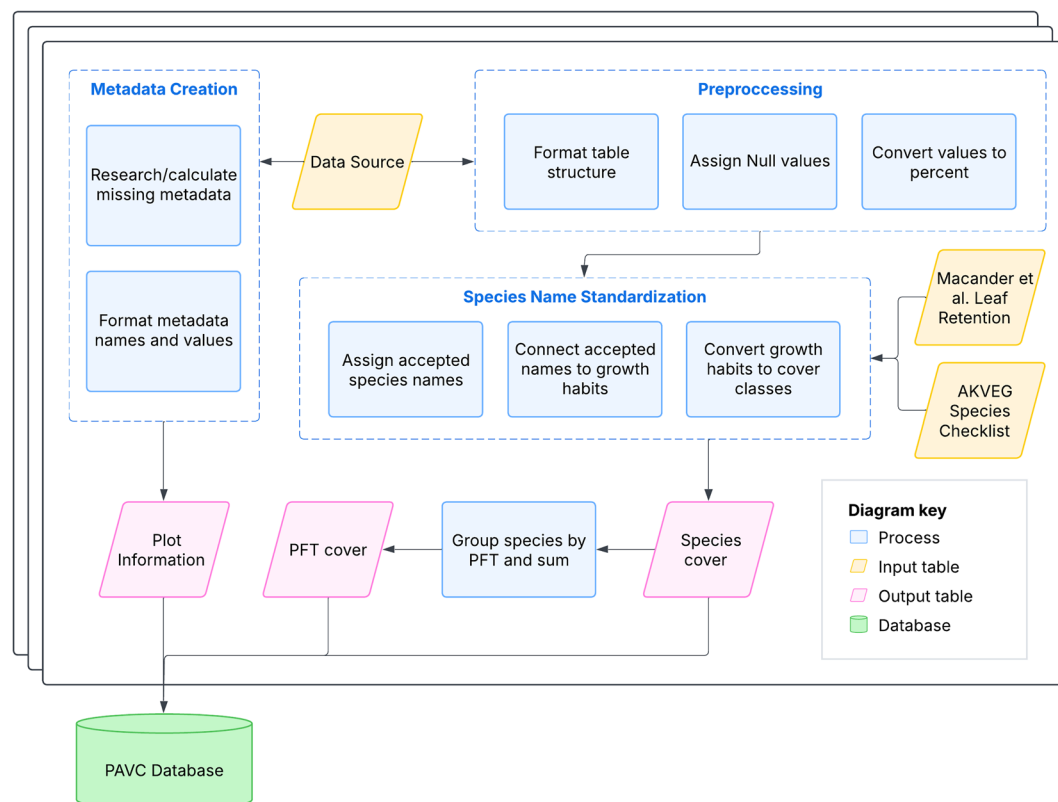 Metadata Creation
Research/calculate
missing metadata
Format metadata
names and values
Data Source
Preproccessing
Format table
structure
Assign Null values
Convert values to
percent
Species Name Standardization
Assign accepted
species names
Connect accepted
names to growth
habits
Convert growth
habits to cover
classes
Macander et
al. Leaf
Retention
AKVEG
Species
Checklist
Plot
Information
PFT cover
Group species by
PFT and sum
Species
cover
Diagram key
Process
Input table
Output table
Database
PAVC Database